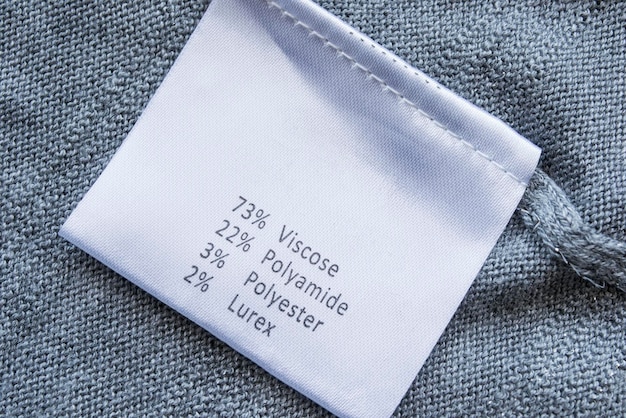 73% Viscose
22% Polyamide
3% Polyester
2% Lurex